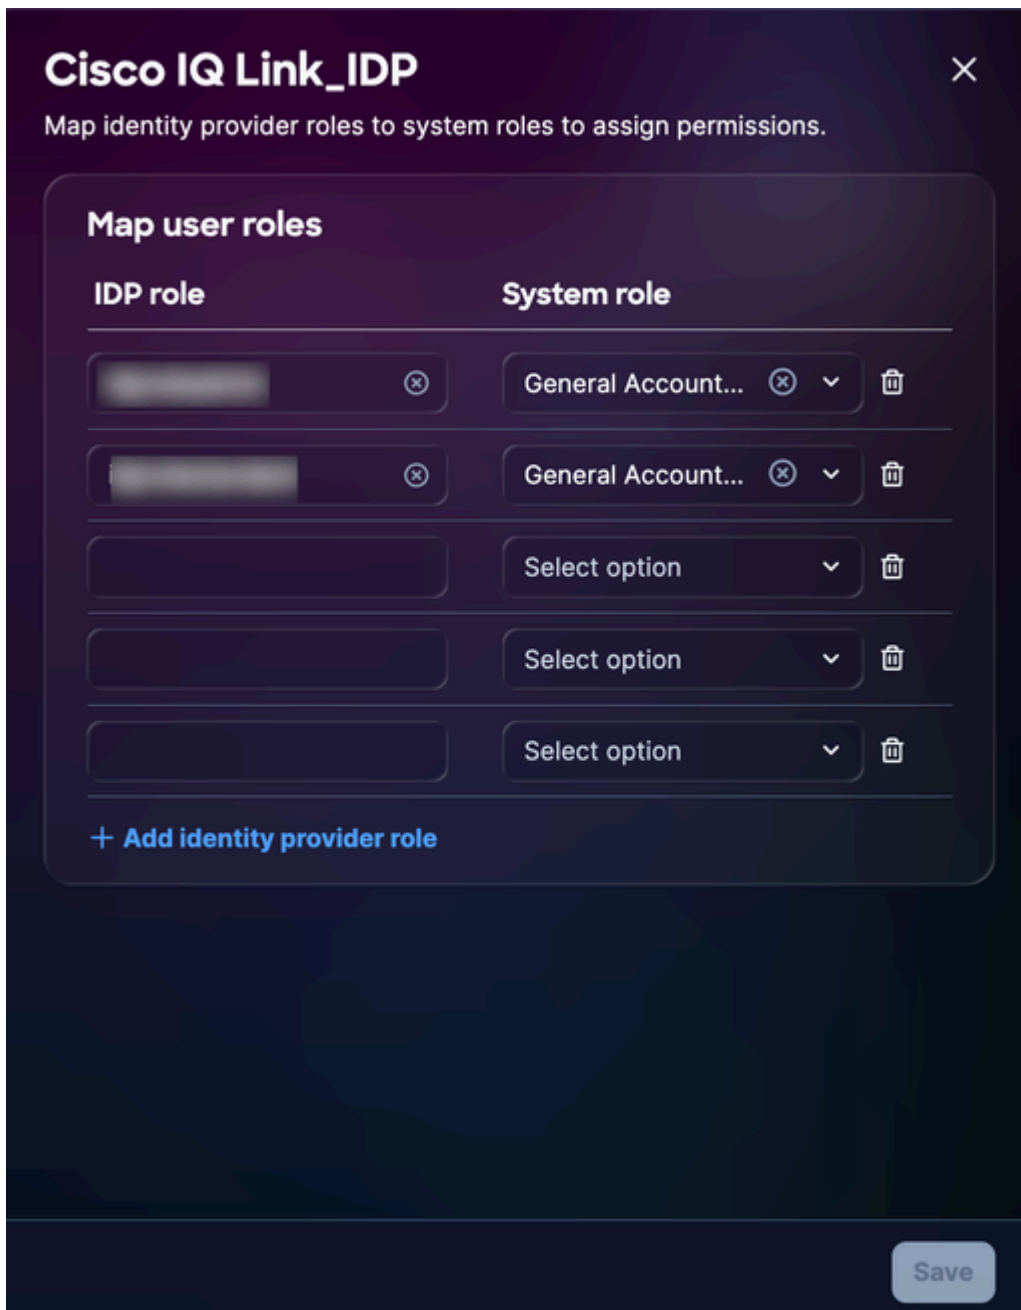 Cisco IQ Link_IDP
Map identity provider roles to system roles to assign permissions.
Map user roles
IDP role System role
General Account...
General Account...
Select option
Select option
Select option
+ Add identity provider role
Save